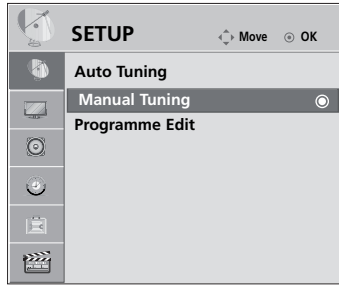 SETUP Move OK
Auto Tuning
Manual Tuning
Programme Edit